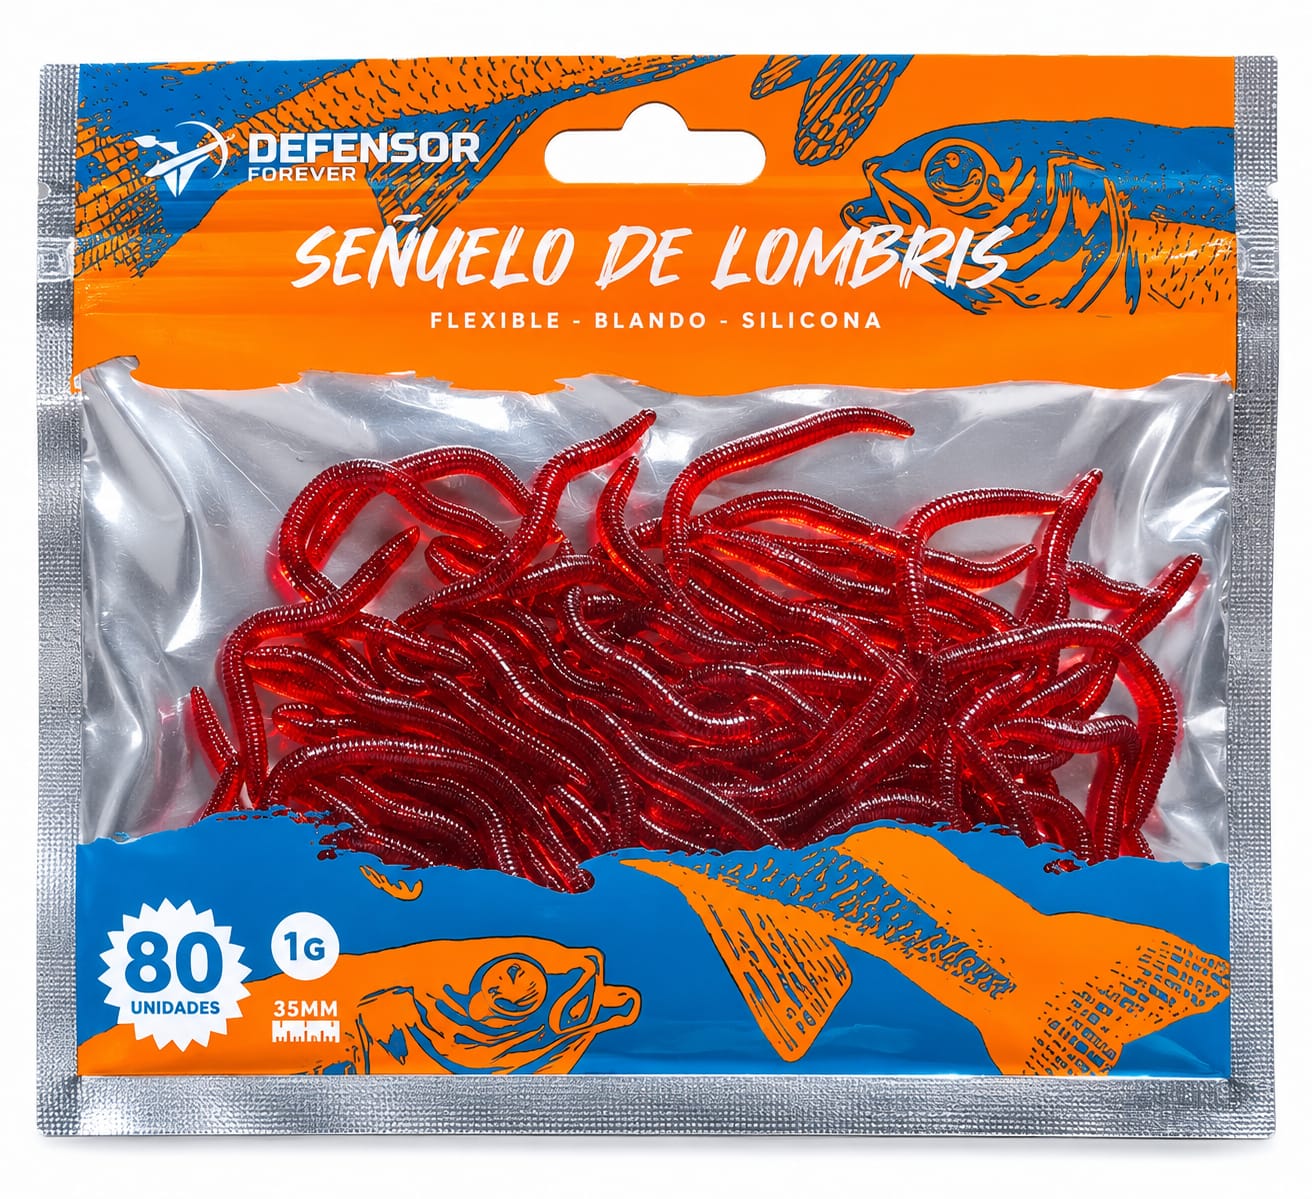 DEFENSOR
FOREVER
SEÑUELO DE LOMBRIS
FLEXIBLE - BLANDO - SILICONA
80
UNIDADES
1G
35MM